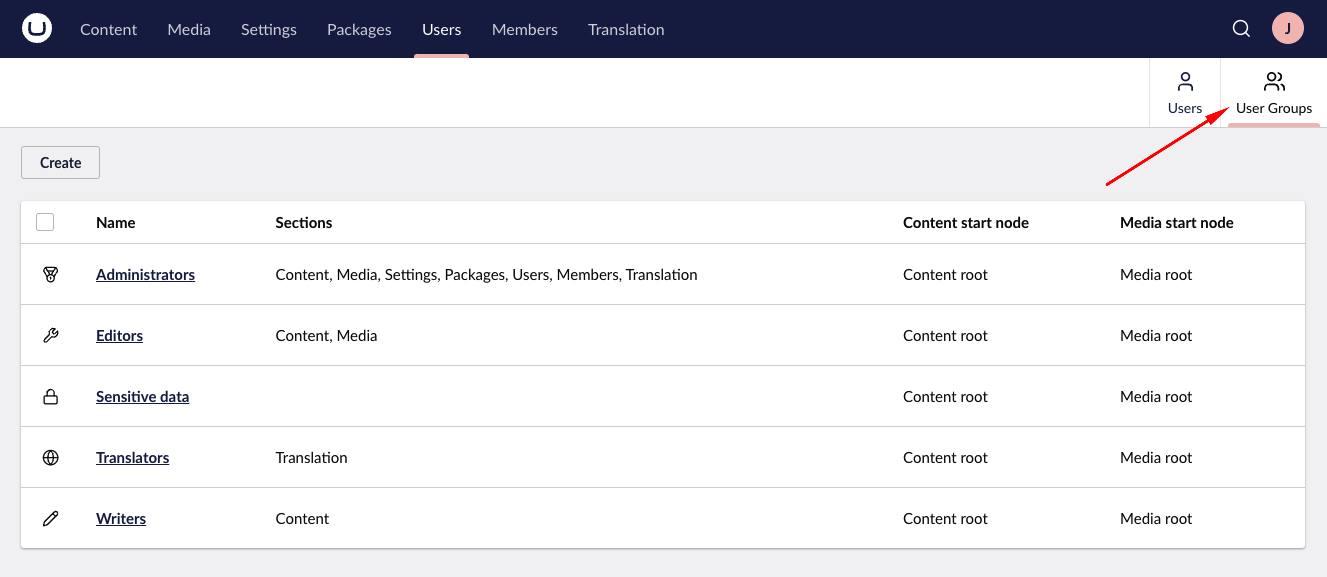 Content Media Settings Packages Users Members Translation J
Users User Groups
Create
Name Sections Content start node Media start node
Administrators Content, Media, Settings, Packages, Users, Members, Translation Content root Media root
Editors Content, Media Content root Media root
Sensitive data Content root Media root
Translators Translation Content root Media root
Writers Content Content root Media root